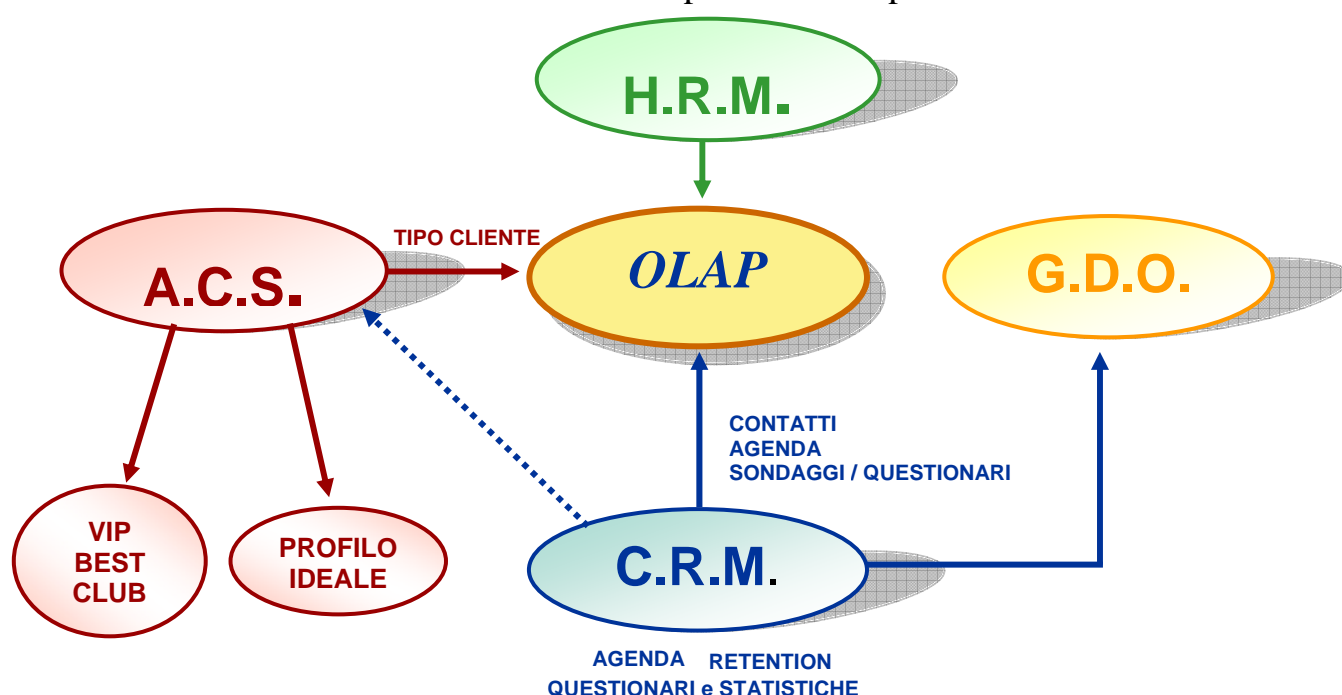 H.R.M.
TIPO CLIENTE
OLAP
A.C.S.
G.D.O.
CONTATTI
AGENDA
SONDAGGI / QUESTIONARI
VIP
BEST
CLUB
PROFILO
IDEALE
C.R.M.
AGENDA RETENTION
QUESTIONARI e STATISTICHE